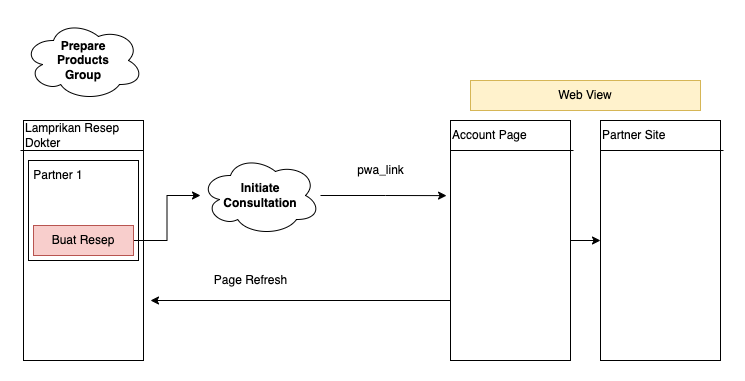 Prepare
Products
Group
Web View
Lamprikan Resep
Dokter
Account Page
Partner Site
Partner 1
pwa_link
Initiate
Consultation
Buat Resep
Page Refresh